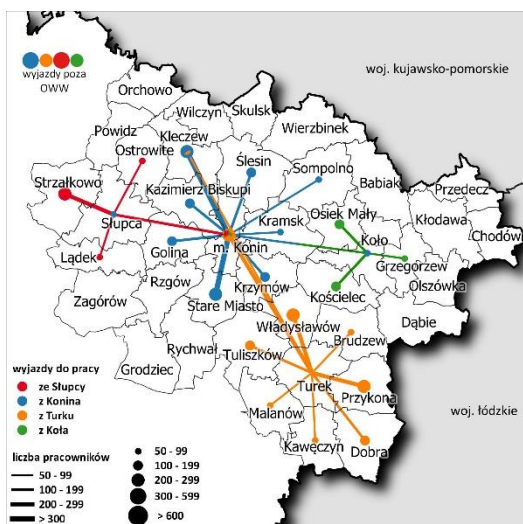 wyjazdy poza
OWW
woj. kujawsko-pomorskie
Orchowo
Wilczyn
Skulsk
Wierzbinek
Powidz
Ostrowite
Kleczew
Ślesin
Sompolno
Babiak
Przedecz
Strzałkowo
Kazimierz Biskupi
Osiek Mały
Kłodawa
Słupca
Kramsk
Koło
Chodów
Golina
m. Konin
Lądek
Grzegorzew
Rzgów
Krzymów
Olszówka
Zagórów
Stare Miasto
Kościelec
Dąbie
Władysławów
Rychwał
Tuliszków
Brudzew
Grodziec
Turek
Przykona
Malanów
woj. łódzkie
Kawęczyn
Dobra
wyjazdy do pracy
ze Słupcy
z Konina
z Turku
z Koła
liczba pracowników
50 - 99
100 - 199
200 - 299
> 300
50 - 99
100 - 199
200 - 299
300 - 599
> 600